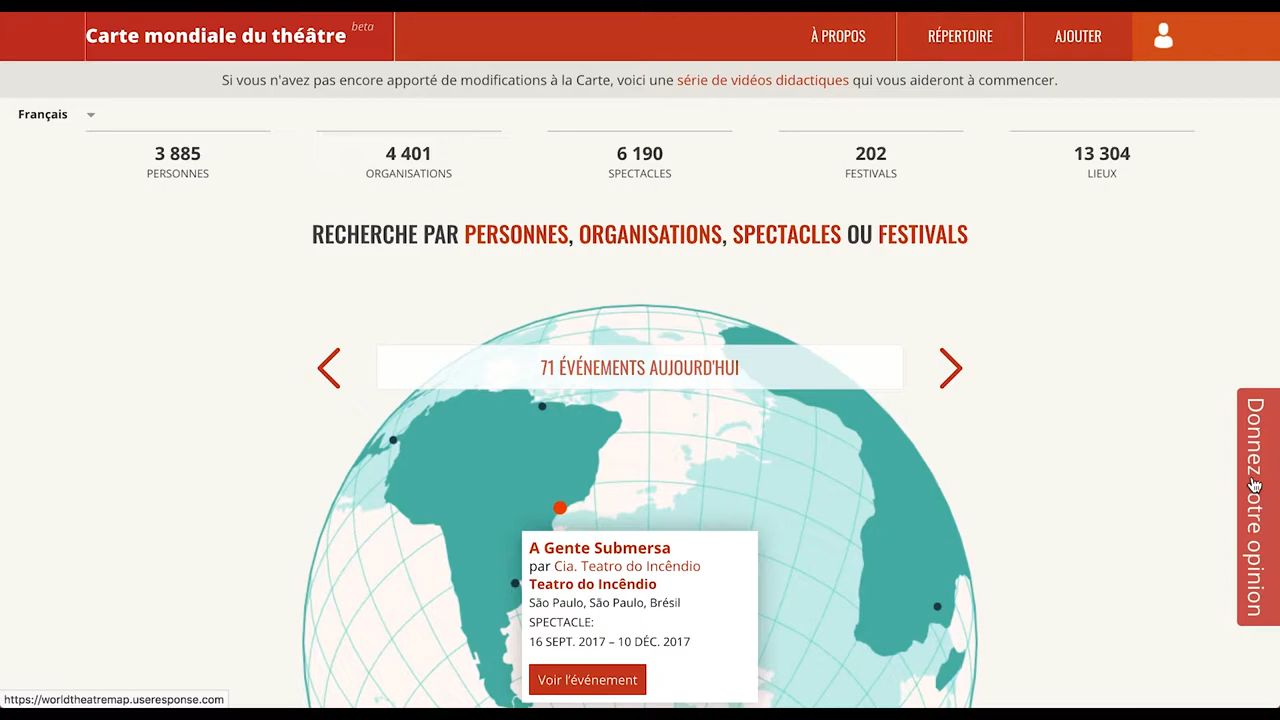 Carte mondiale du théâtre beta
À PROPOS
RÉPERTOIRE
AJOUTER
Si vous n'avez pas encore apporté de modifications à la Carte, voici une série de vidéos didactiques qui vous aideront à commencer.
Français
3 885
PERSONNES
4 401
ORGANISATIONS
6 190
SPECTACLES
202
FESTIVALS
13 304
LIEUX
RECHERCHE PAR PERSONNES, ORGANISATIONS, SPECTACLES OU FESTIVALS
71 ÉVÉNEMENTS AUJOURD'HUI
Donnez votre opinion
A Gente Submersa
par Cia. Teatro do Incêndio
Teatro do Incêndio
São Paulo, São Paulo, Brésil
SPECTACLE:
16 SEPT. 2017 – 10 DÉC. 2017
Voir l’événement
https://worldtheatremap.useresponse.com